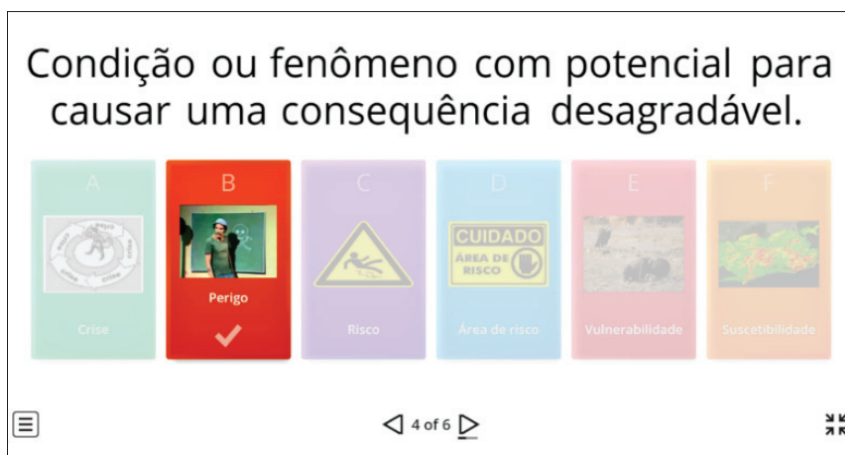 Condição ou fenômeno com potencial para
causar uma consequência desagradável.
A
Crise
B
Perigo
C
Risco
D
CUIDADO
ÁREA DE
RISCO
Área de risco
E
Vulnerabilidade
F
Suscetibilidade
4 of 6